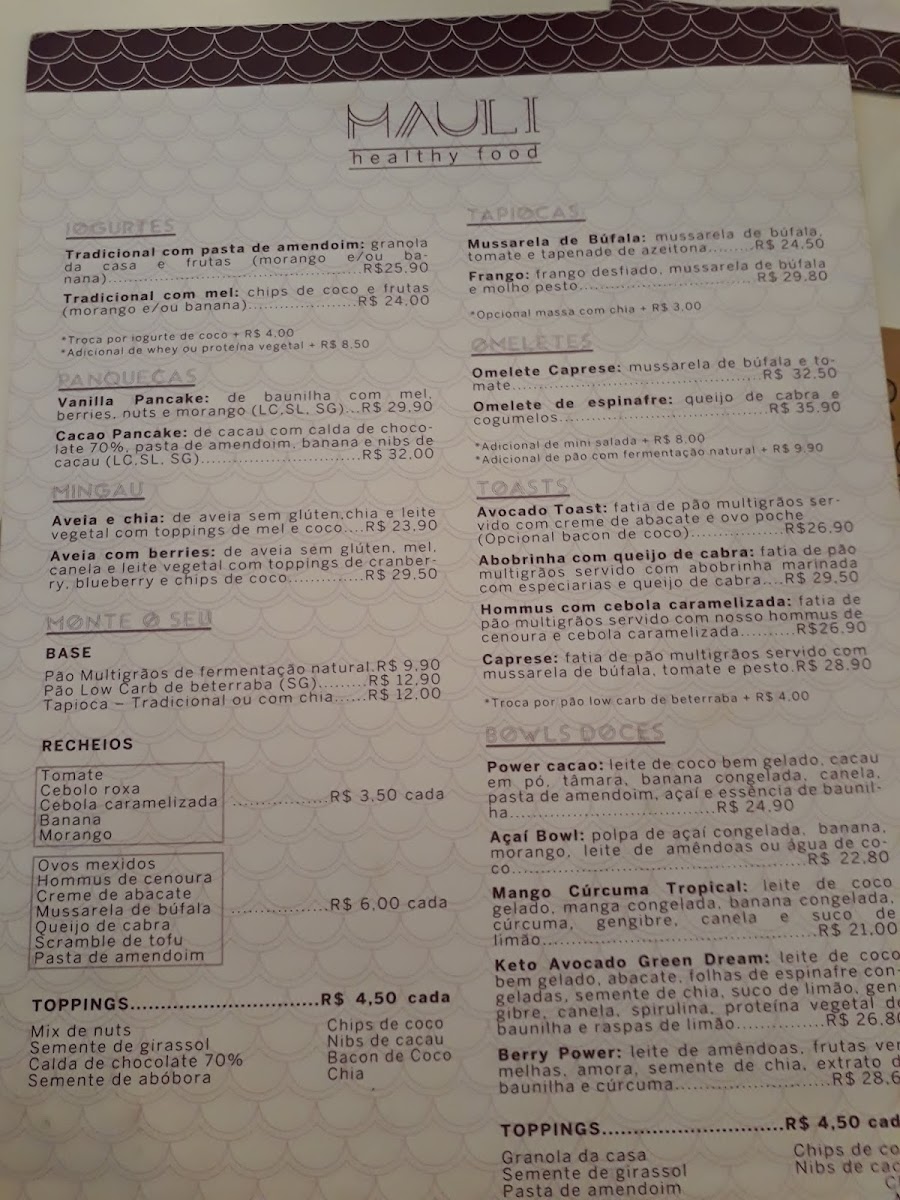 MAULI
healthy food
IOGURTES
Tradicional com pasta de amendoim: granola
da casa e frutas (morango e/ou ba-
nana)................................................R$25,90
Tradicional com mel: chips de coco e frutas
(morango e/ou banana)....................R$ 24,00
*Troca por iogurte de coco + R$ 4,00
*Adicional de whey ou proteína vegetal + R$ 8,50
PANQUECAS
Vanilla Pancake: de baunilha com mel,
berries, nuts e morango (LC,SL, SG)...R$ 29,90
Cacao Pancake: de cacau com calda de choco-
late 70%, pasta de amendoim, banana e nibs de
cacau (LC,SL, SG)..............................R$ 32,00
MINGAU
Aveia e chia: de aveia sem glúten,chia e leite
vegetal com toppings de mel e coco....R$ 23,90
Aveia com berries: de aveia sem glúten, mel,
canela e leite vegetal com toppings de cranber-
ry, blueberry e chips de coco..............R$ 29,50
MONTE O SEU
BASE
Pão Multigrãos de fermentação natural.R$ 9,90
Pão Low Carb de beterraba (SG).........R$ 12,90
Tapioca – Tradicional ou com chia......R$ 12,00
RECHEIOS
Tomate
Cebolo roxa
Cebola caramelizada ................R$ 3,50 cada
Banana
Morango
Ovos mexidos
Hommus de cenoura
Creme de abacate
Mussarela de búfala ................R$ 6,00 cada
Queijo de cabra
Scramble de tofu
Pasta de amendoim
TOPPINGS..............................R$ 4,50 cada
Mix de nuts Chips de coco
Semente de girassol Nibs de cacau
Calda de chocolate 70% Bacon de Coco
Semente de abóbora Chia
TAPIOCAS
Mussarela de Búfala: mussarela de búfala,
tomate e tapenade de azeitona.........R$ 24,50
Frango: frango desfiado, mussarela de búfala
e molho pesto.................................. R$ 29,80
*Opcional massa com chia + R$ 3,00
OMELETES
Omelete Caprese: mussarela de búfala e to-
mate................................................R$ 32,50
Omelete de espinafre: queijo de cabra e
cogumelos........................................R$ 35,90
*Adicional de mini salada + R$ 8,00
*Adicional de pão com fermentação natural + R$ 9,90
TOASTS
Avocado Toast: fatia de pão multigrãos ser-
vido com creme de abacate e ovo poche
(Opcional bacon de coco)..................R$26,90
Abobrinha com queijo de cabra: fatia de pão
multigrãos servido com abobrinha marinada
com especiarias e queijo de cabra....R$ 29,50
Hommus com cebola caramelizada: fatia de
pão multigrãos servido com nosso hommus de
cenoura e cebola caramelizada..........R$26,90
Caprese: fatia de pão multigrãos servido com
mussarela de búfala, tomate e pesto.R$ 28,90
*Troca por pão low carb de beterraba + R$ 4,00
BOWLS DOCES
Power cacao: leite de coco bem gelado, cacau
em pó, tâmara, banana congelada, canela,
pasta de amendoim, açaí e essência de baunil-
ha....................................R$ 24,90
Açaí Bowl: polpa de açaí congelada, banana,
morango, leite de amêndoas ou água de co-
co....................................................R$ 22,80
Mango Cúrcuma Tropical: leite de coco
gelado, manga congelada, banana congelada,
cúrcuma, gengibre, canela e suco de
limão................................................R$ 21,00
Keto Avocado Green Dream: leite de coco
bem gelado, abacate, folhas de espinafre con-
geladas, semente de chia, suco de limão, gen-
gibre, canela, spirulina, proteína vegetal de
baunilha e raspas de limão...............R$ 26,8
Berry Power: leite de amêndoas, frutas ver
melhas, amora, semente de chia, extrato d
baunilha e cúrcuma..........................R$ 28,6
TOPPINGS............................R$ 4,50 cad
Granola da casa Chips de co
Semente de girassol Nibs de cac
Pasta de amendoim C